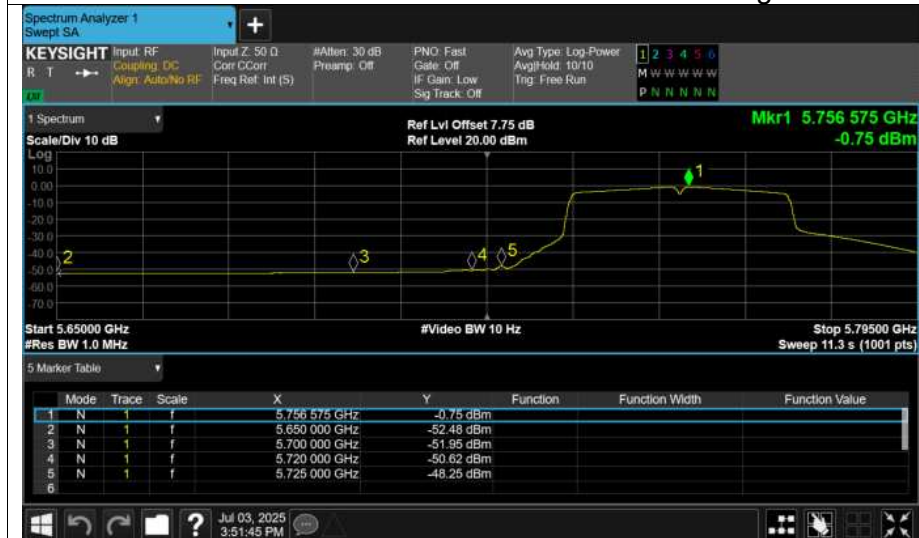 Spectrum Analyzer 1
Swept SA
+
KEYSIGHT
R T
Input: RF
Coupling: DC
Align: Auto/No RF
Input Z: 50 Ω
Corr CCorr
Freq Ref: Int (S)
#Atten: 30 dB
Preamp: Off
PNO: Fast
Gate: Off
IF Gain: Low
Sig Track: Off
Avg Type: Log-Power
Avg|Hold: 10/10
Trig: Free Run
1 2 3 4 5 6
M W W W W W
P N N N N N
1 Spectrum
Scale/Div 10 dB
Ref Lvl Offset 7.75 dB
Ref Level 20.00 dBm
Mkr1 5.756 575 GHz
-0.75 dBm
Log
10.0
0.00
-10.0
-20.0
-30.0
-40.0
-50.0
-60.0
-70.0
1
2
3
4
5
Start 5.65000 GHz
#Res BW 1.0 MHz
#Video BW 10 Hz
Stop 5.79500 GHz
Sweep 11.3 s (1001 pts)
5 Marker Table
Mode Trace Scale X Y Function Function Width Function Value
1 N 1 f 5.756 575 GHz -0.75 dBm
2 N 1 f 5.650 000 GHz -52.48 dBm
3 N 1 f 5.700 000 GHz -51.95 dBm
4 N 1 f 5.720 000 GHz -50.62 dBm
5 N 1 f 5.725 000 GHz -48.25 dBm
6
?
Jul 03, 2025
3:51:45 PM